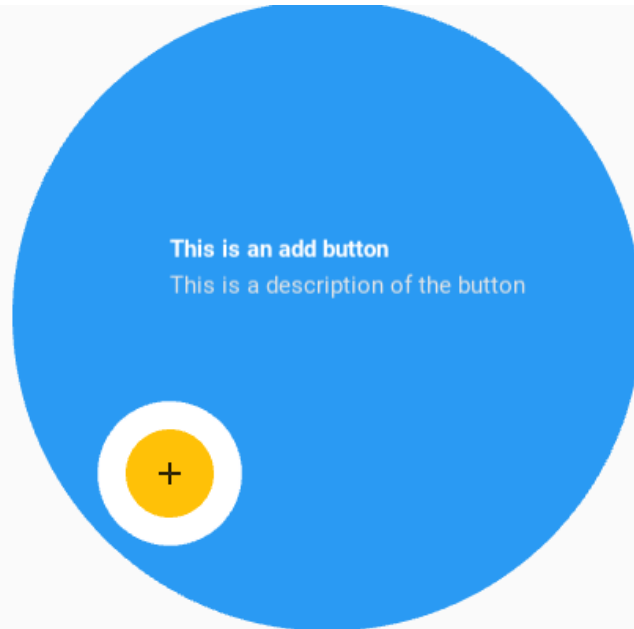 This is an add button
This is a description of the button
+